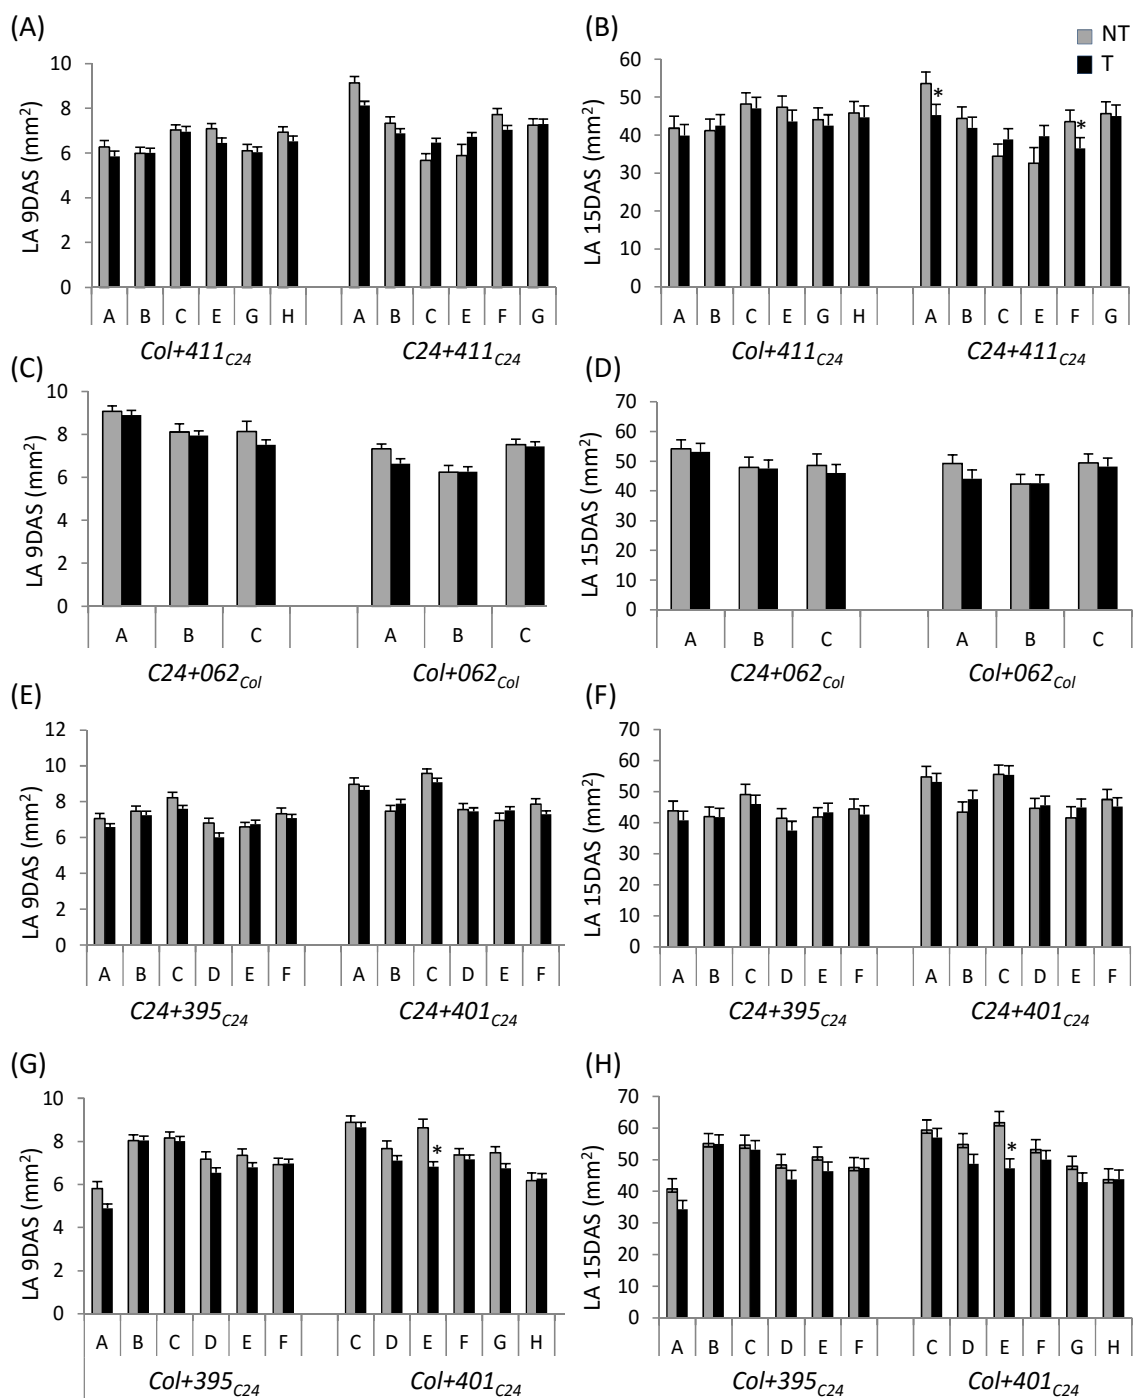 (A)
LA 9DAS (mm²)
10
8
6
4
2
0
A B C E G H A B C E F G
Col+411C24 C24+411C24
(B)
NT
T
LA 15DAS (mm²)
60
50
40
30
20
10
0
* *
A B C E G H A B C E F G
Col+411C24 C24+411C24
(C)
LA 9DAS (mm²)
10
8
6
4
2
0
A B C A B C
C24+062Col Col+062Col
(D)
LA 15DAS (mm²)
70
60
50
40
30
20
10
0
A B C A B C
C24+062Col Col+062Col
(E)
LA 9DAS (mm²)
12
10
8
6
4
2
0
A B C D E F A B C D E F
C24+395C24 C24+401C24
(F)
LA 15DAS (mm²)
70
60
50
40
30
20
10
0
A B C D E F A B C D E F
C24+395C24 C24+401C24
(G)
LA 9DAS (mm²)
10
8
6
4
2
0
*
A B C D E F C D E F G H
Col+395C24 Col+401C24
(H)
LA 15DAS (mm²)
70
60
50
40
30
20
10
0
*
A B C D E F C D E F G H
Col+395C24 Col+401C24